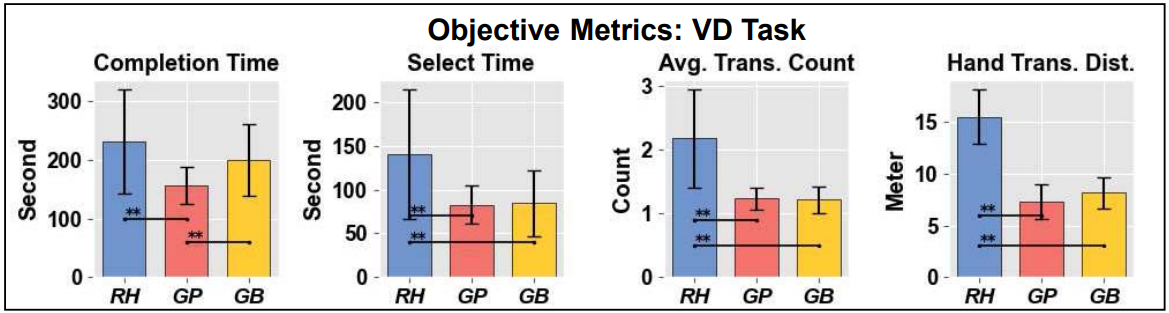 Objective Metrics: VD Task
Completion Time
Second
300
200
100
0
**
**
RH GP GB
Select Time
Second
200
150
100
50
0
**
**
RH GP GB
Avg. Trans. Count
Count
3
2
1
0
**
**
RH GP GB
Hand Trans. Dist.
Meter
15
10
5
0
**
**
RH GP GB